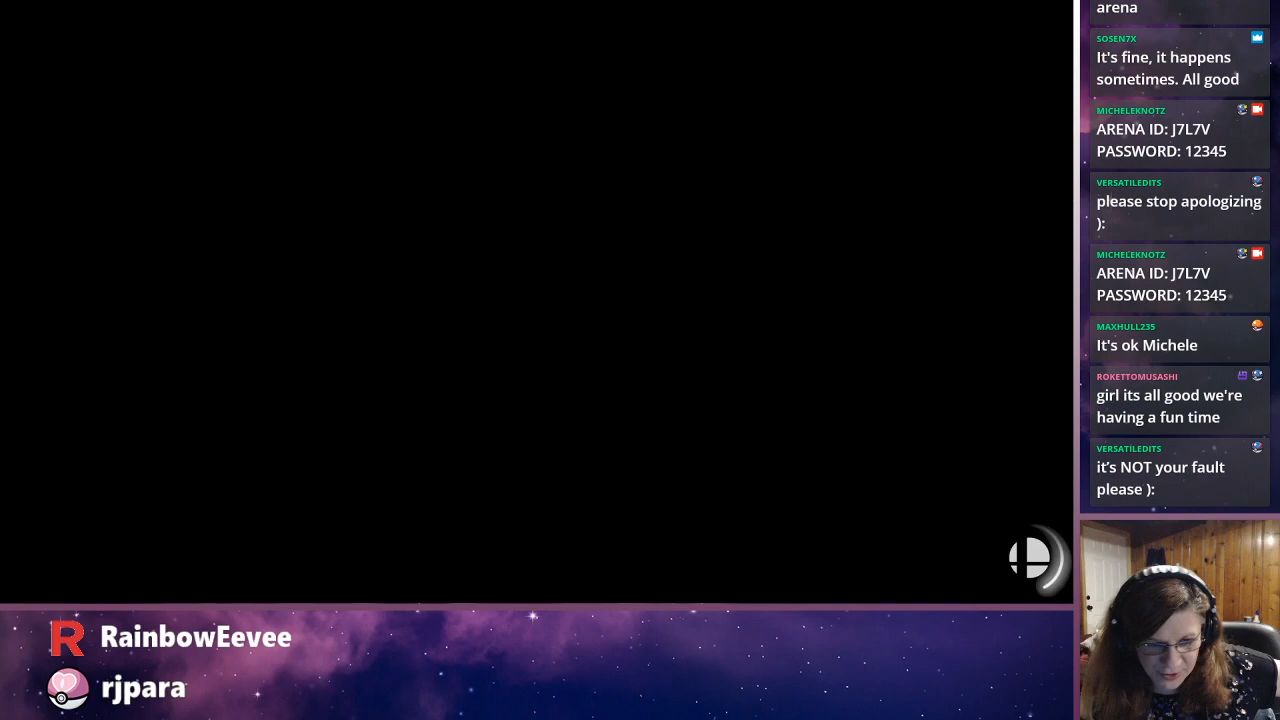 arena
SOSEN7X
It's fine, it happens
sometimes. All good
MICHELEKNOTZ
ARENA ID: J7L7V
PASSWORD: 12345
VERSATILEDITS
please stop apologizing
):
MICHELEKNOTZ
ARENA ID: J7L7V
PASSWORD: 12345
MAXHULL235
It's ok Michele
ROKETTOMUSASHI
girl its all good we're
having a fun time
VERSATILEDITS
it's NOT your fault
please ):
R RainbowEevee
rjpara